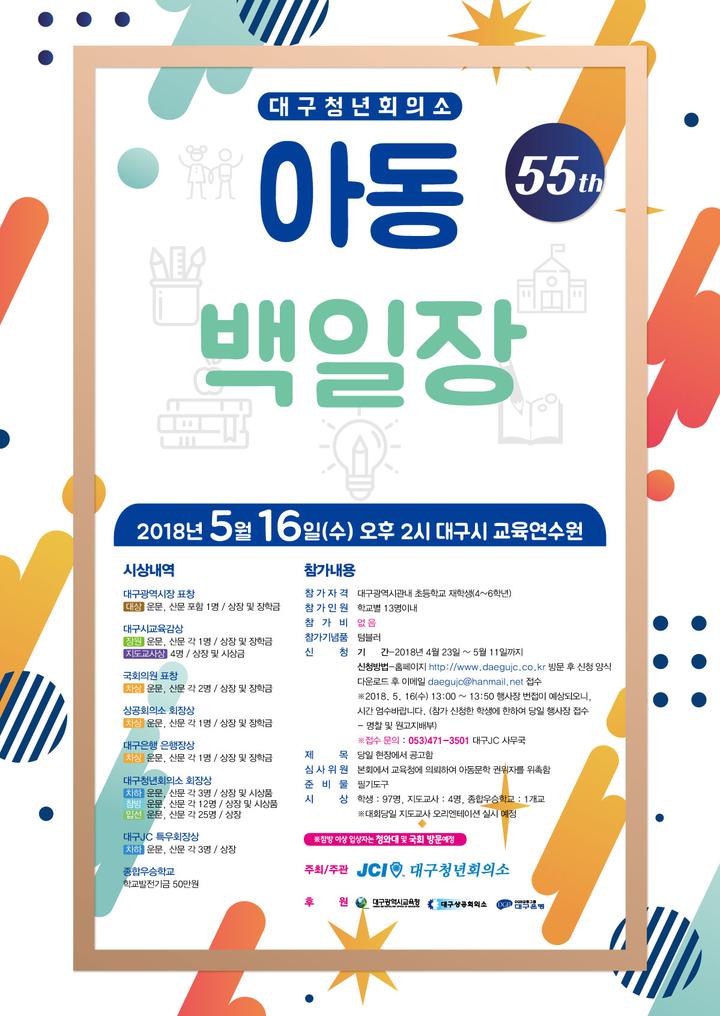 대구청년회의소
아동
55th
백일장
2018년 5월 16일(수) 오후 2시 대구시 교육연수원
시상내역
대구광역시장 표창
대상 운문, 산문 포함 1명 / 상장 및 장학금
대구시교육감상
장원 운문, 산문 각 1명 / 상장 및 장학금
지도교사상 4명 / 상장 및 시상금
국회의원 표창
차상 운문, 산문 각 2명 / 상장 및 장학금
상공회의소 회장상
차상 운문, 산문 각 1명 / 상장 및 장학금
대구은행 은행장상
차상 운문, 산문 각 1명 / 상장 및 장학금
대구청년회의소 회장상
차하 운문, 산문 각 3명 / 상장 및 시상품
참방 운문, 산문 각 12명 / 상장 및 시상품
입선 운문, 산문 각 25명 / 상장
대구JC 특우회장상
차하 운문, 산문 각 3명 / 상장
종합우승학교
학교발전기금 50만원
참가내용
참가자격 대구광역시관내 초등학교 재학생(4~6학년)
참가인원 학교별 13명이내
참가비 없음
참가기념품 텀블러
신청 기 간-2018년 4월 23일 ~ 5월 11일까지
신청방법-홈페이지 http://www.daegujc.co.kr 방문 후 신청 양식
다운로드 후 이메일 daegujc@hanmail.net 접수
※2018. 5. 16(수) 13:00 ~ 13:50 행사장 번접이 예상되오니,
시간 엄수바랍니다. (참가 신청한 학생에 한하여 당일 행사장 접수
- 명찰 및 원고지배부)
※접수 문의 : 053)471-3501 대구JC 사무국
제목 당일 현장에서 공고함
심사위원 본회에서 교육청에 의뢰하여 아동문학 권위자를 위촉함
준비물 필기도구
시상 학생 : 97명, 지도교사 : 4명, 종합우승학교 : 1개교
※대회당일 지도교사 오리엔테이션 실시 예정
※참방 이상 입상자는 청와대 및 국회 방문예정
주최/주관 JCI 대구청년회의소
후원 대구광역시교육청 대구상공회의소 DGB 대구은행